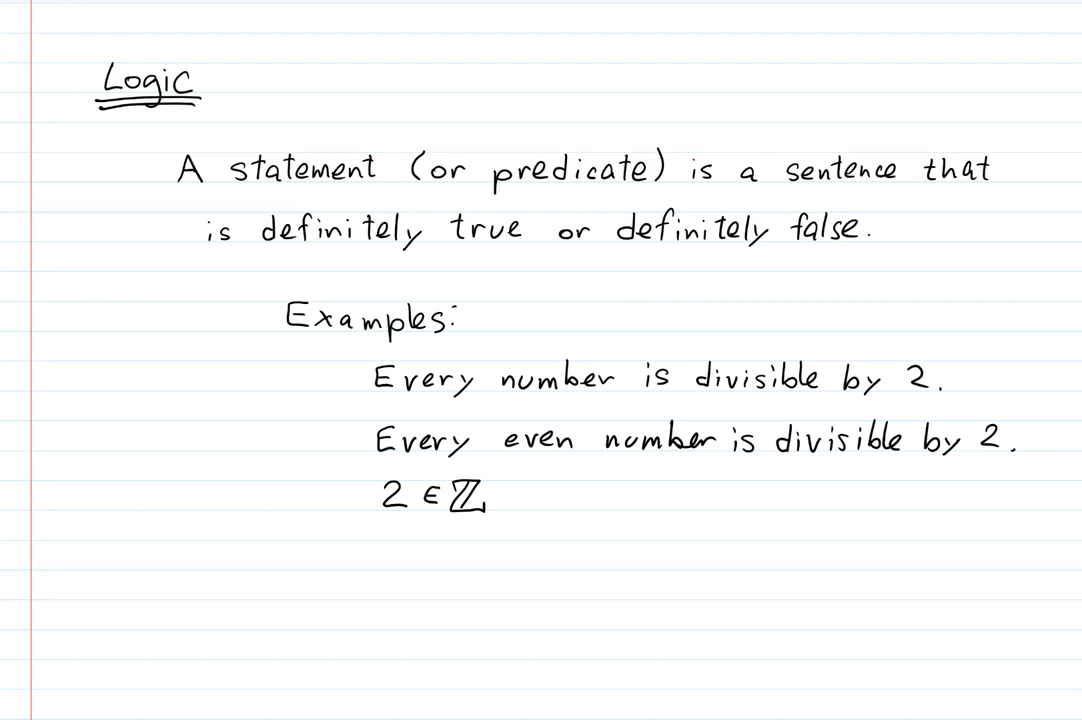 Logic
A statement (or predicate) is a sentence that
is definitely true or definitely false.
Examples:
Every number is divisible by 2.
Every even number is divisible by 2.
2 ∈ ℤ